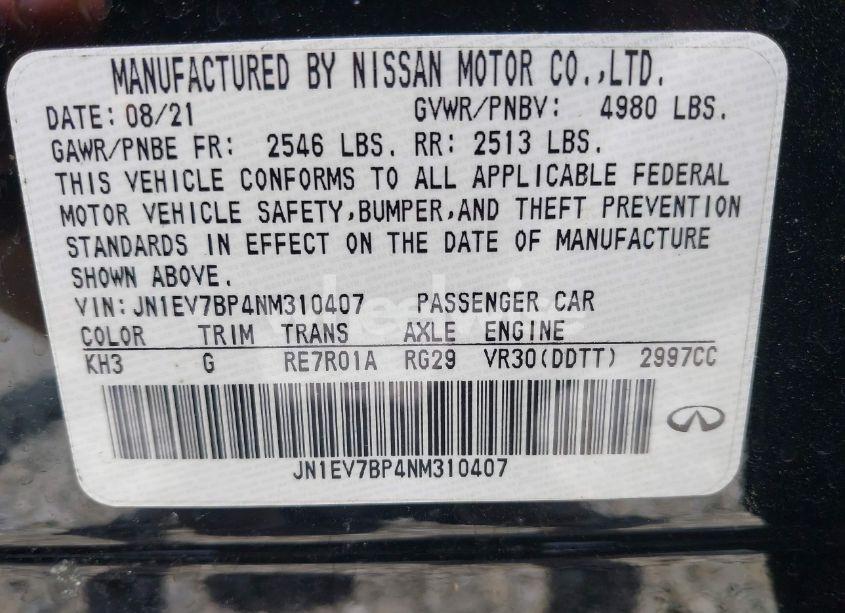 MANUFACTURED BY NISSAN MOTOR CO.,LTD.
DATE: 08/21 GVWR/PNBV: 4980 LBS.
GAWR/PNBE FR: 2546 LBS. RR: 2513 LBS.
THIS VEHICLE CONFORMS TO ALL APPLICABLE FEDERAL
MOTOR VEHICLE SAFETY,BUMPER,AND THEFT PREVENTION
STANDARDS IN EFFECT ON THE DATE OF MANUFACTURE
SHOWN ABOVE.
VIN: JN1EV7BP4NM310407 PASSENGER CAR
COLOR TRIM TRANS AXLE ENGINE
KH3 G RE7R01A RG29 VR30(DDTT) 2997CC
JN1EV7BP4NM310407